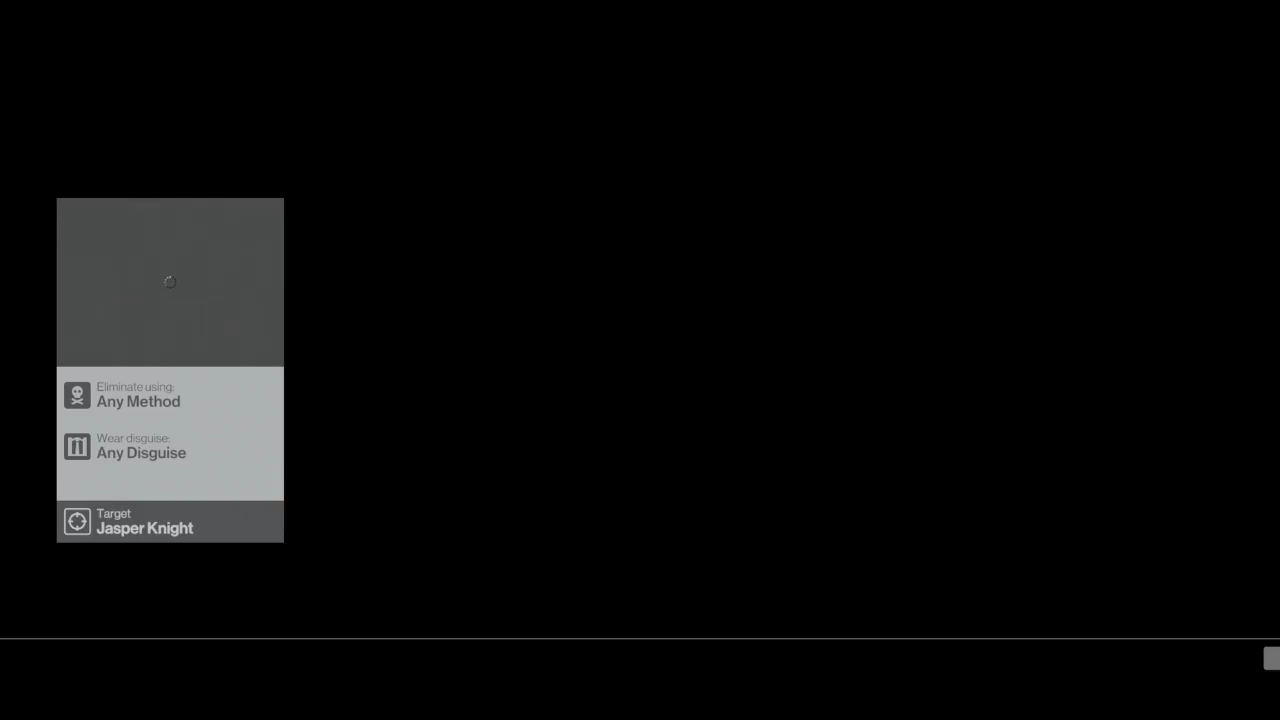 Eliminate using:
Any Method
Wear disguise:
Any Disguise
Target
Jasper Knight